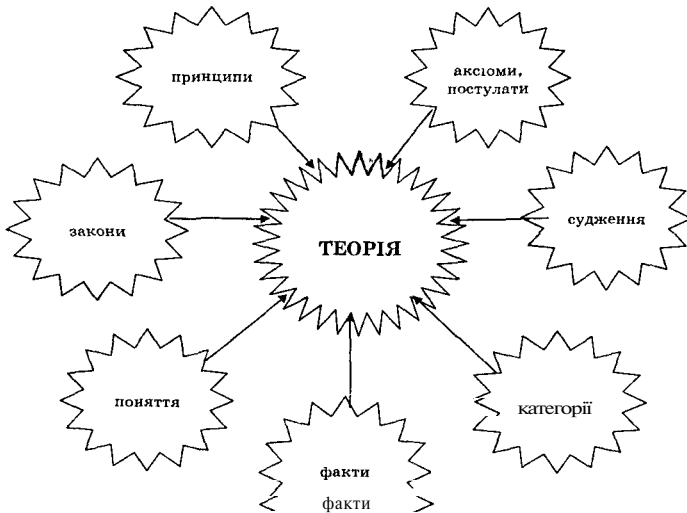 принципи
аксіоми,
постулати
закони
ТЕОРІЯ
судження
поняття
категорії
факти
факти